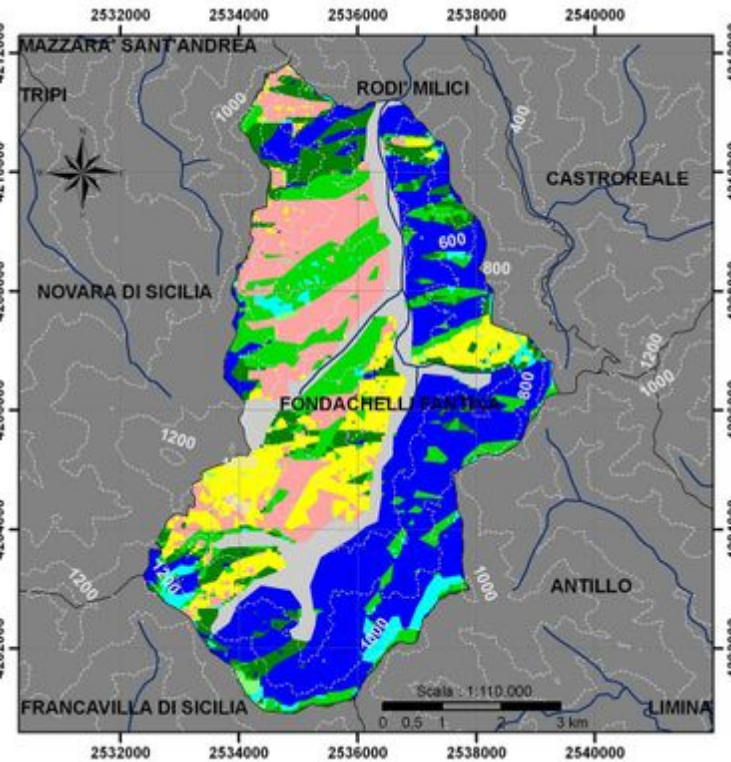 2532000 2534000 2536000 2538000 2540000
MAZZARA' SANT'ANDREA
RODI' MILICI
TRIPI
1000
400
CASTROREALE
600
800
NOVARA DI SICILIA
1200
1000
800
FONDACHELLI FANTINA
1200
1200
1200
1000
ANTILLO
1000
Scala : 1:110.000
FRANCAVILLA DI SICILIA
LIMINA
0 0,5 1 2 3 km
2532000 2534000 2536000 2538000 2540000